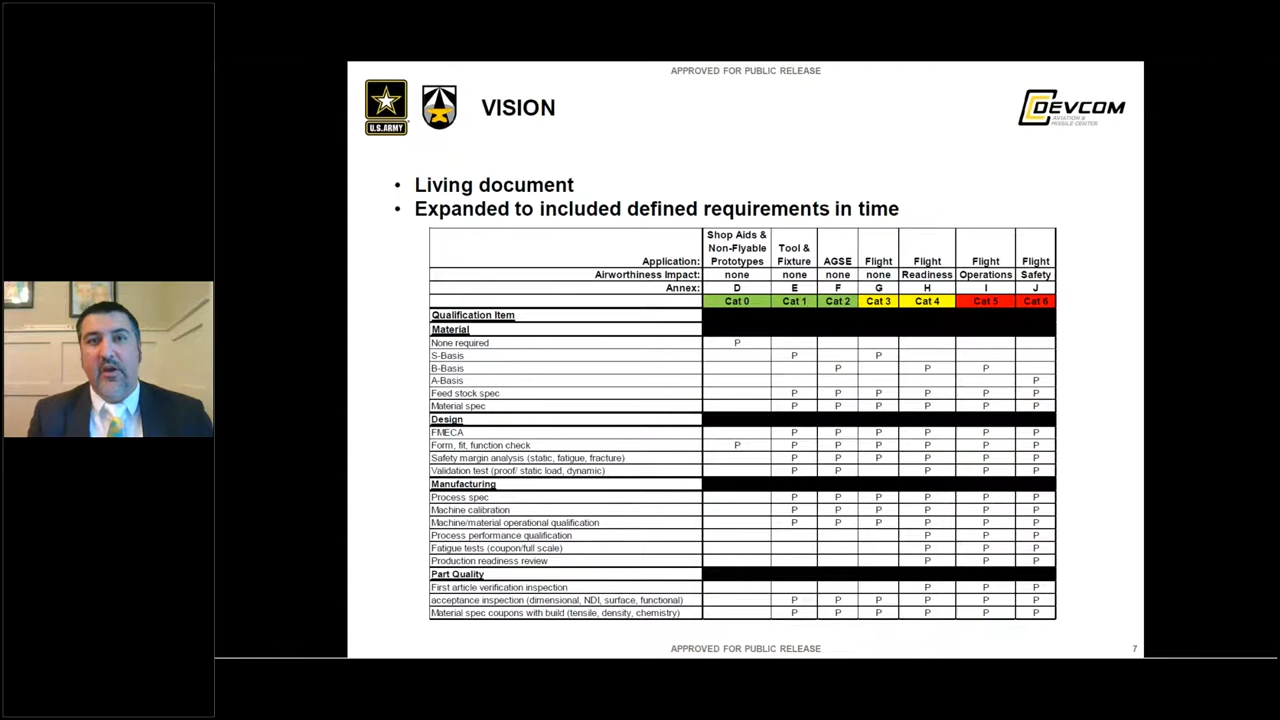 APPROVED FOR PUBLIC RELEASE
U.S.ARMY
VISION
DEVCOM
AVIATION &
MISSILE CENTER
• Living document
• Expanded to included defined requirements in time
Application: Shop Aids & Non-Flyable Prototypes Tool & Fixture AGSE Flight Flight Readiness Flight Operations Flight Safety
Airworthiness Impact: none none none none Readiness Operations Safety
Annex: D E F G H I J
Cat 0 Cat 1 Cat 2 Cat 3 Cat 4 Cat 5 Cat 6
Qualification Item
Material
None required P
S-Basis P P
B-Basis P P P
A-Basis P
Feed stock spec P P P P P P
Material spec P P P P P P
Design
FMECA P P P P P P
Form, fit, function check P P P P P P P
Safety margin analysis (static, fatigue, fracture) P P P P P P
Validation test (proof/ static load, dynamic) P P P P P
Manufacturing
Process spec P P P P P P
Machine calibration P P P P P P
Machine/material operational qualification P P P P P P
Process performance qualification P P P
Fatigue tests (coupon/full scale) P P P
Production readiness review P P P
Part Quality
First article verification inspection P P P
acceptance inspection (dimensional, NDI, surface, functional) P P P P P P
Material spec coupons with build (tensile, density, chemistry) P P P P P P
APPROVED FOR PUBLIC RELEASE
7